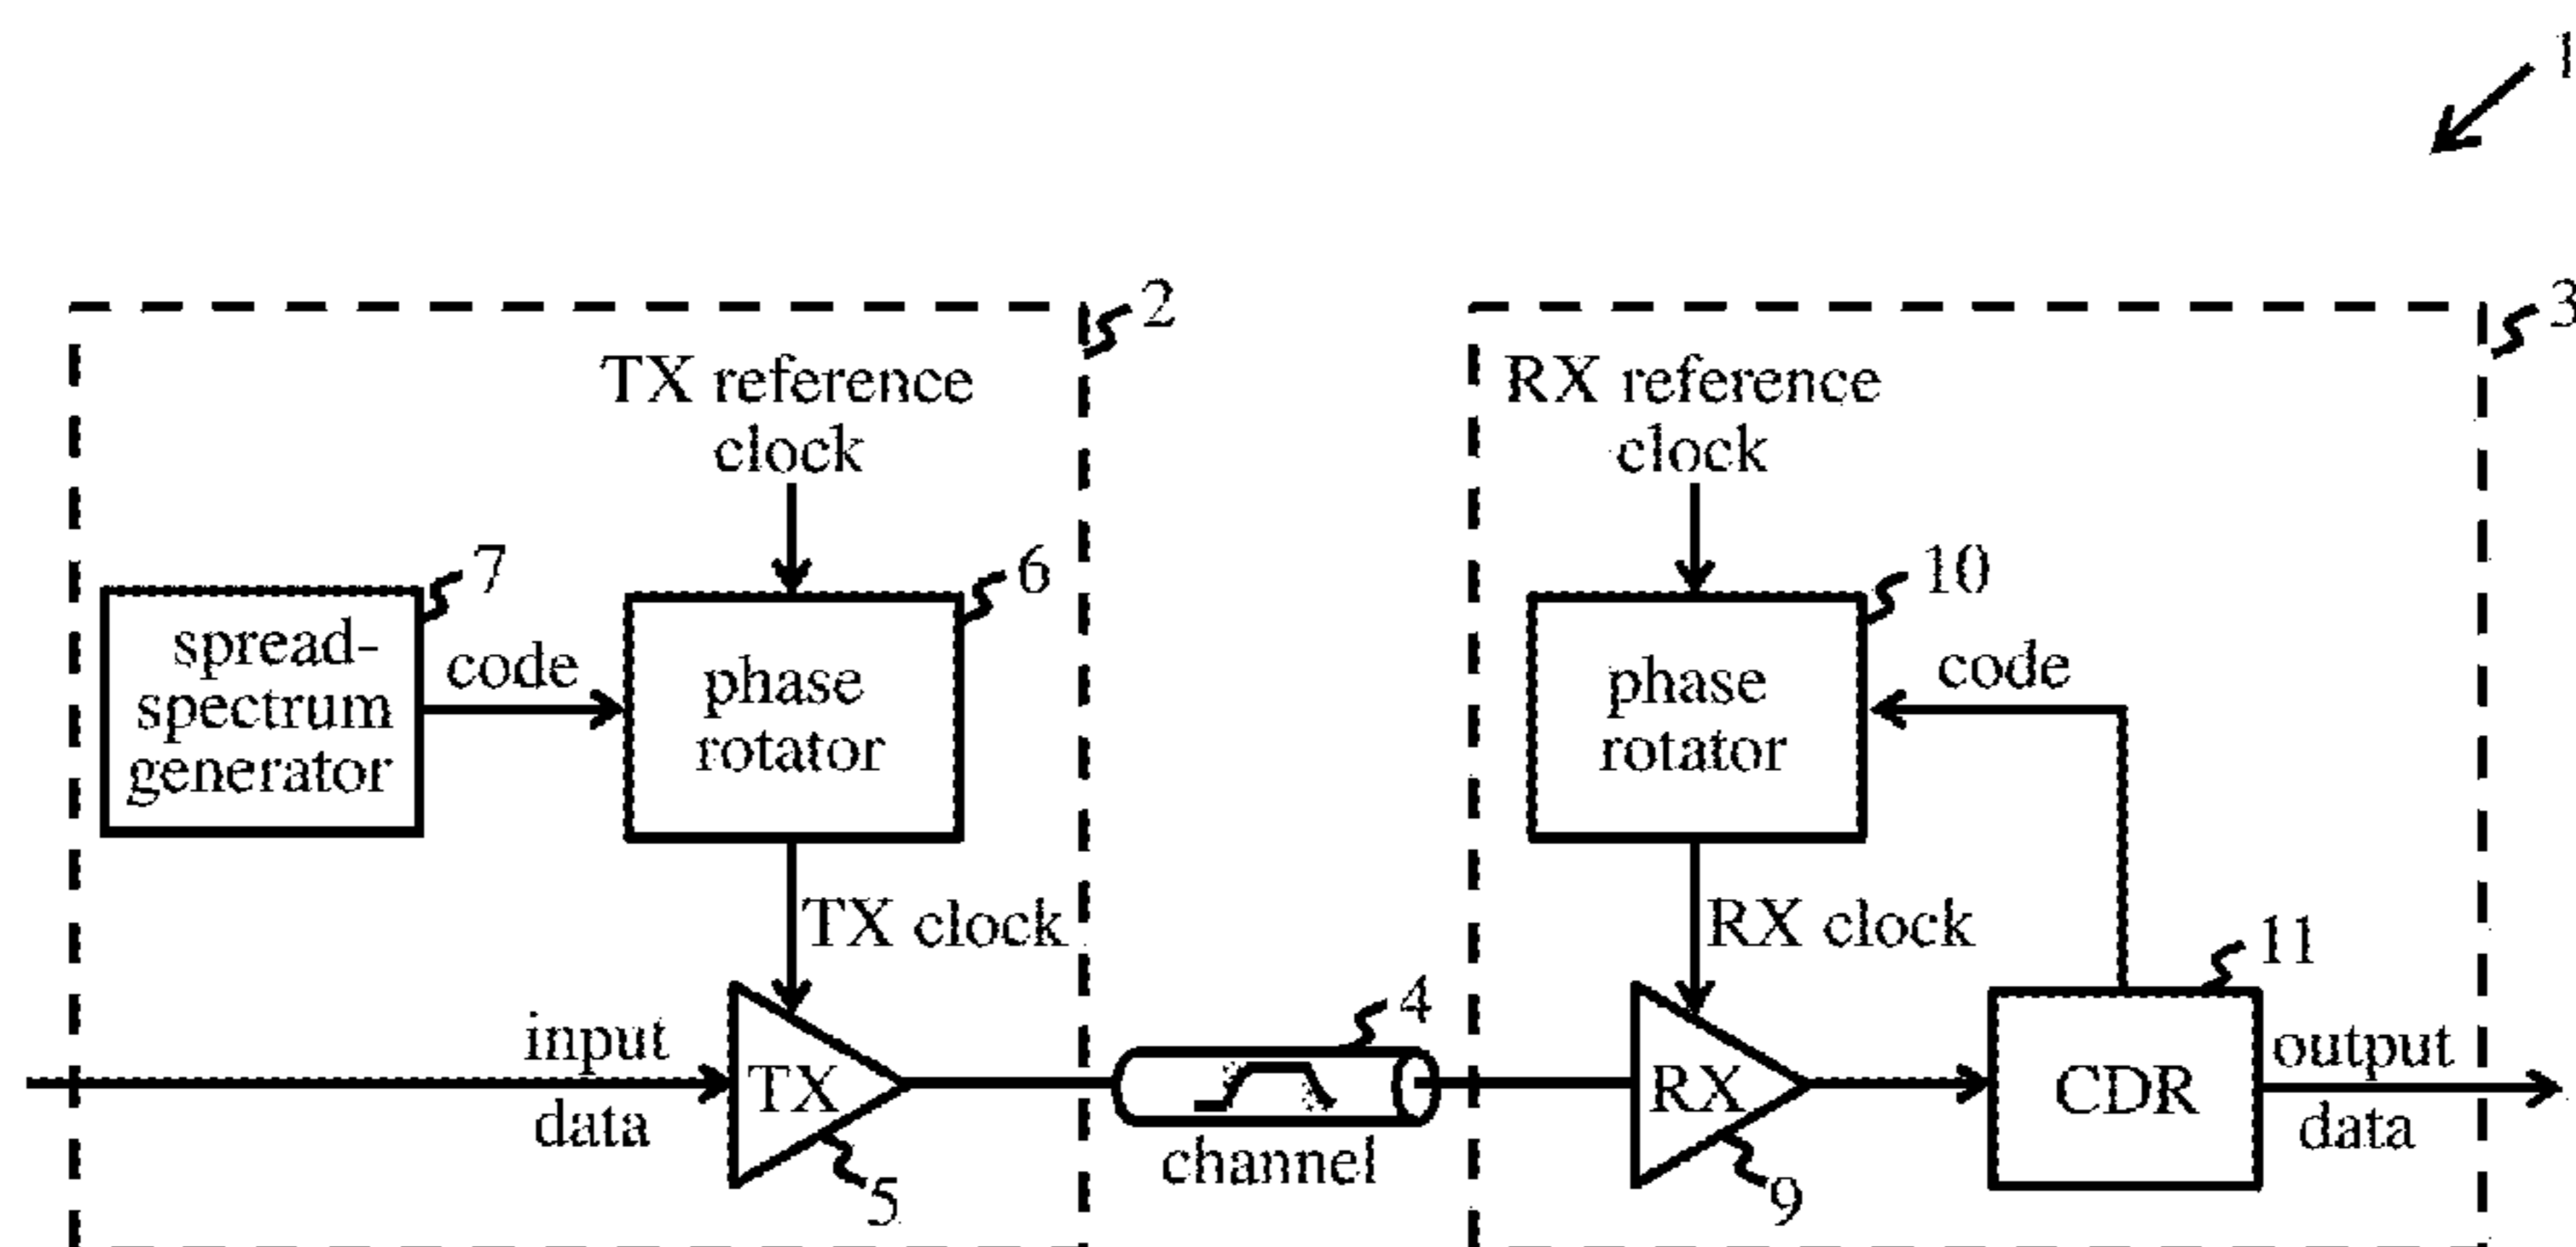 1
2
3
TX reference
clock
RX reference
clock
7
6
10
spread-
spectrum
generator
code
phase
rotator
phase
rotator
code
TX clock
RX clock
11
4
input
data
TX
channel
RX
CDR
output
data
5
9